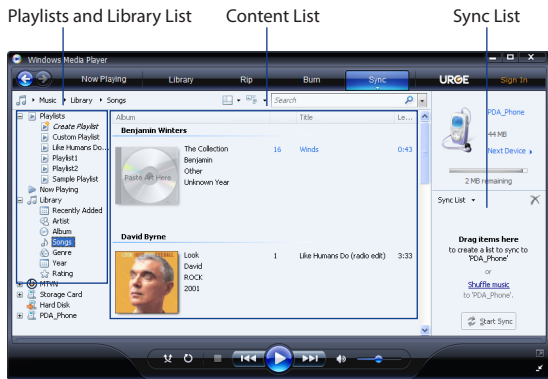 Playlists and Library List Content List Sync List
Windows Media Player
Now Playing Library Rip Burn Sync URGE Sign In
Music Library Songs Search
Playlists
Create Playlist
Custom Playlist
Like Humans Do...
Playlist1
Playlist2
Sample Playlist
Now Playing
Library
Recently Added
Artist
Album
Songs
Genre
Year
Rating
MTVN
Storage Card
Hard Disk
PDA_Phone
Album Title Le...
Benjamin Winters
Paste Art Here
The Collection 16 Winds 0:43
Benjamin
Other
Unknown Year
David Byrne
Look 1 Like Humans Do (radio edit) 3:33
David
ROCK
2001
PDA_Phone
44 MB
Next Device
2 MB remaining
Sync List
Drag items here
to create a list to sync to
'PDA_Phone'
or
Shuffle music
to 'PDA_Phone'.
Start Sync